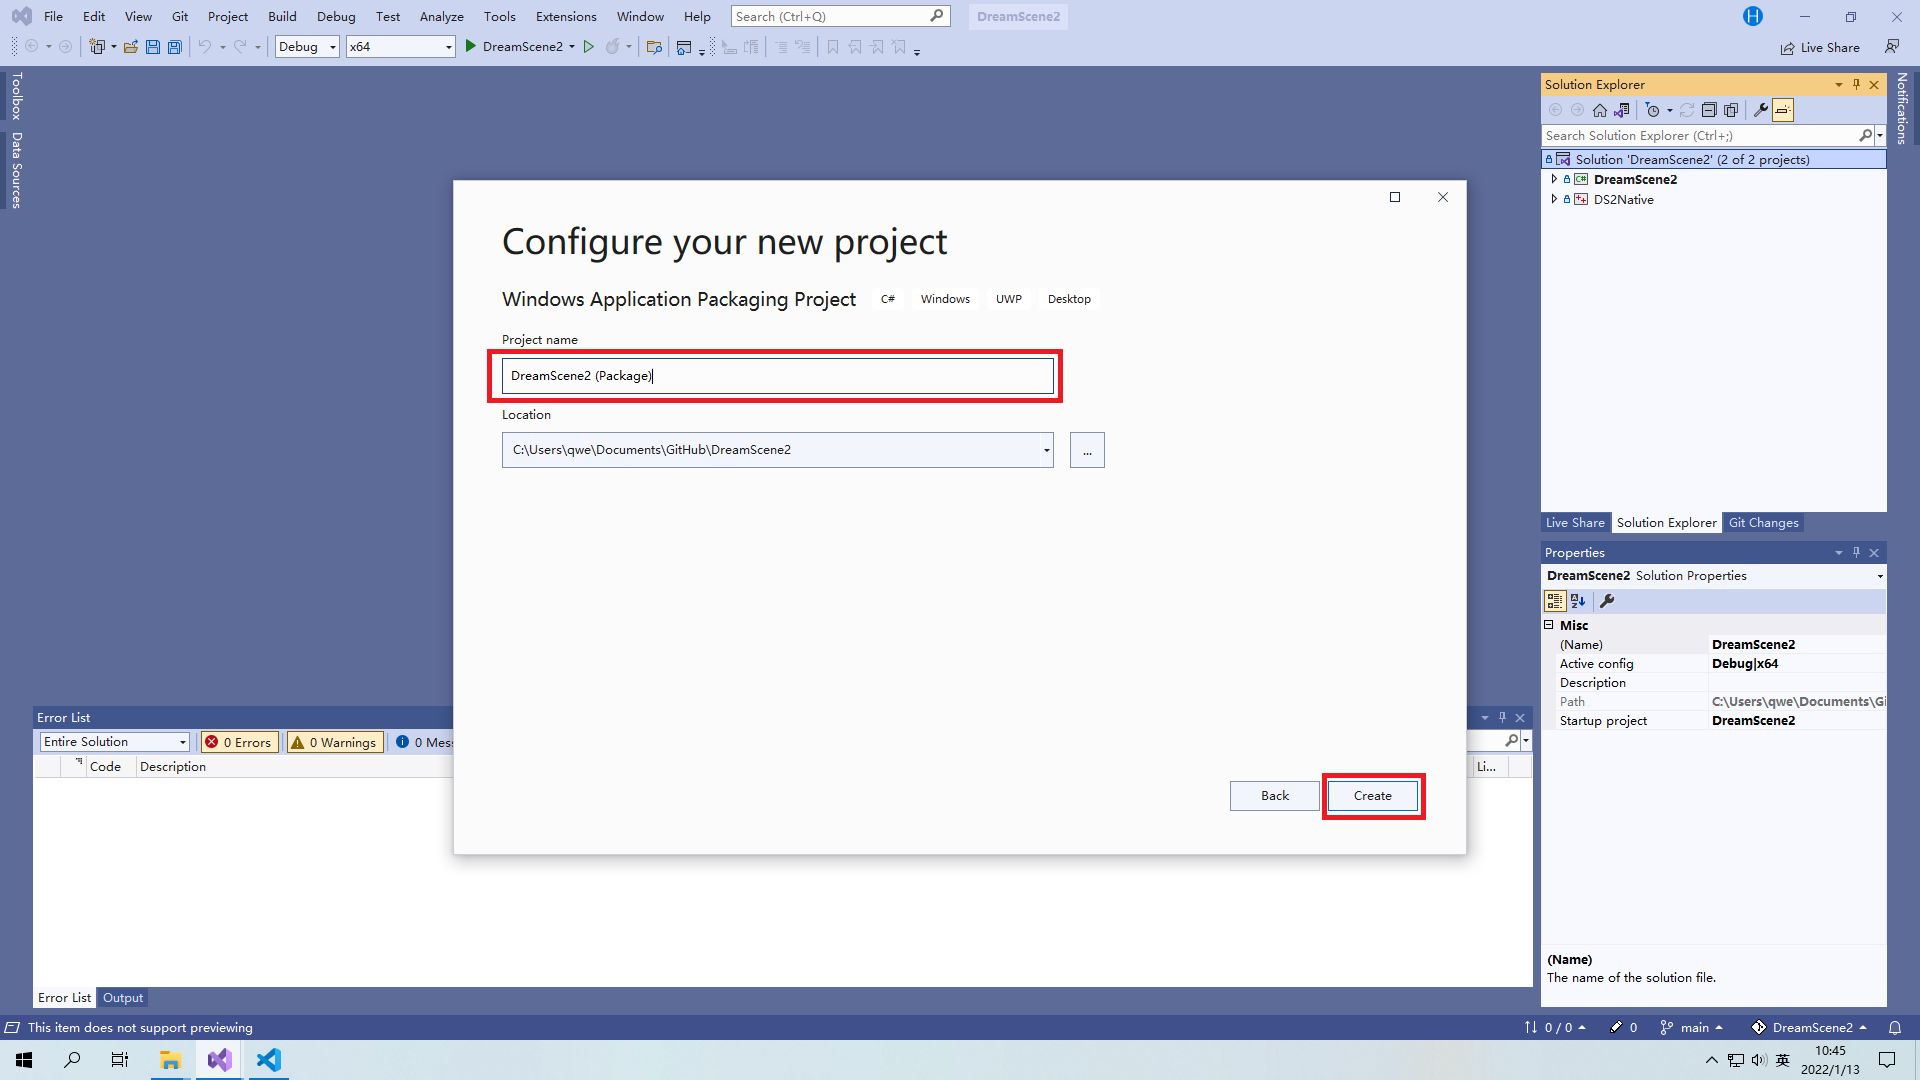 File Edit View Git Project Build Debug Test Analyze Tools Extensions Window Help Search (Ctrl+Q) DreamScene2 H
Debug x64 DreamScene2 Live Share
Toolbox
Data Sources
Notifications
Solution Explorer
Search Solution Explorer (Ctrl+;)
Solution 'DreamScene2' (2 of 2 projects)
C# DreamScene2
DS2Native
Live Share Solution Explorer Git Changes
Configure your new project
Windows Application Packaging Project C# Windows UWP Desktop
Project name
DreamScene2 (Package)
Location
C:\Users\qwe\Documents\GitHub\DreamScene2
...
Back Create
Properties
DreamScene2 Solution Properties
Misc
(Name) DreamScene2
Active config Debug|x64
Description
Path C:\Users\qwe\Documents\Gi
Startup project DreamScene2
(Name)
The name of the solution file.
Error List
Entire Solution 0 Errors 0 Warnings 0 Mess
Code Description Li...
Error List Output
This item does not support previewing 0 / 0 0 main DreamScene2
英 10:45
2022/1/13